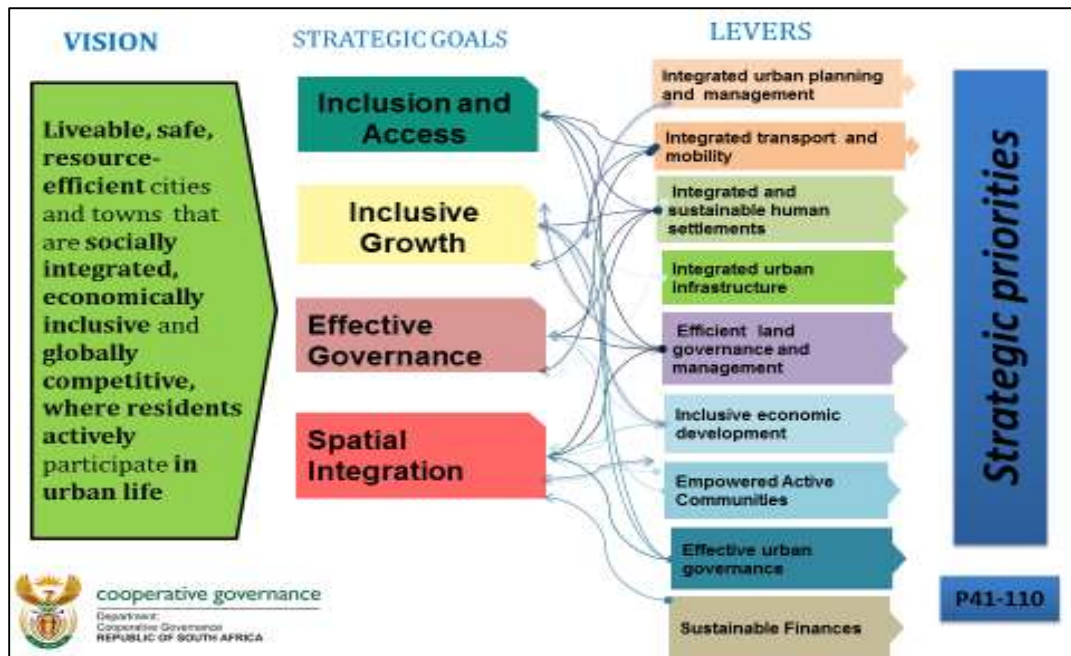 VISION
Liveable, safe,
resource-
efficient cities
and towns that
are socially
integrated,
economically
inclusive and
globally
competitive,
where residents
actively
participate in
urban life
STRATEGIC GOALS
Inclusion and
Access
Inclusive
Growth
Effective
Governance
Spatial
Integration
LEVERS
Integrated urban planning
and management
Integrated transport and
mobility
Integrated and
sustainable human
settlements
Integrated urban
infrastructure
Efficient land
governance and
management
Inclusive economic
development
Empowered Active
Communities
Effective urban
governance
Sustainable Finances
Strategic priorities
P41-110
cooperative governance
Department:
Cooperative Governance
REPUBLIC OF SOUTH AFRICA